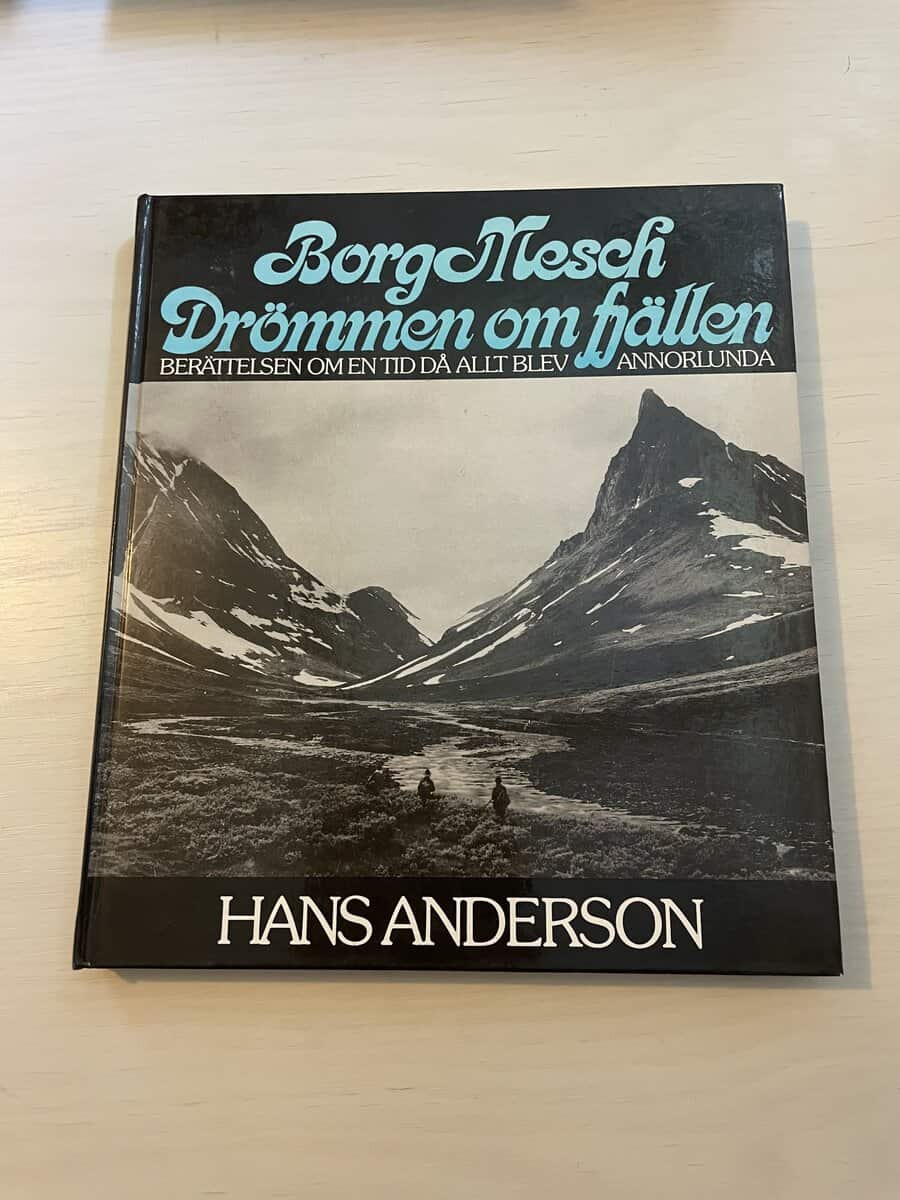 Borg Mesch
Drömmen om fjällen
BERÄTTELSEN OM EN TID DÅ ALLT BLEV ANNORLUNDA
HANS ANDERSON